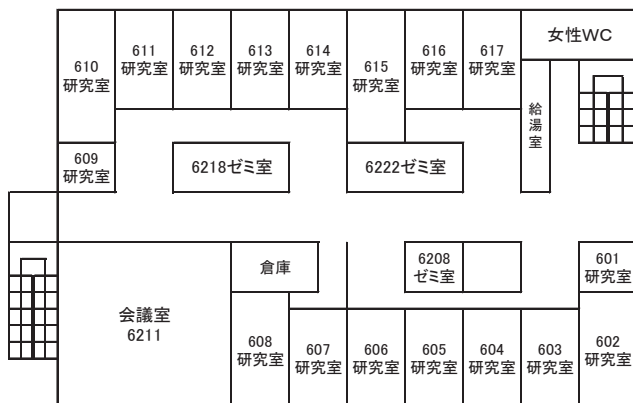 女性WC
610
研究室
611
研究室
612
研究室
613
研究室
614
研究室
615
研究室
616
研究室
617
研究室
給湯室
609
研究室
6218ゼミ室
6222ゼミ室
倉庫
6208
ゼミ室
601
研究室
会議室
6211
608
研究室
607
研究室
606
研究室
605
研究室
604
研究室
603
研究室
602
研究室